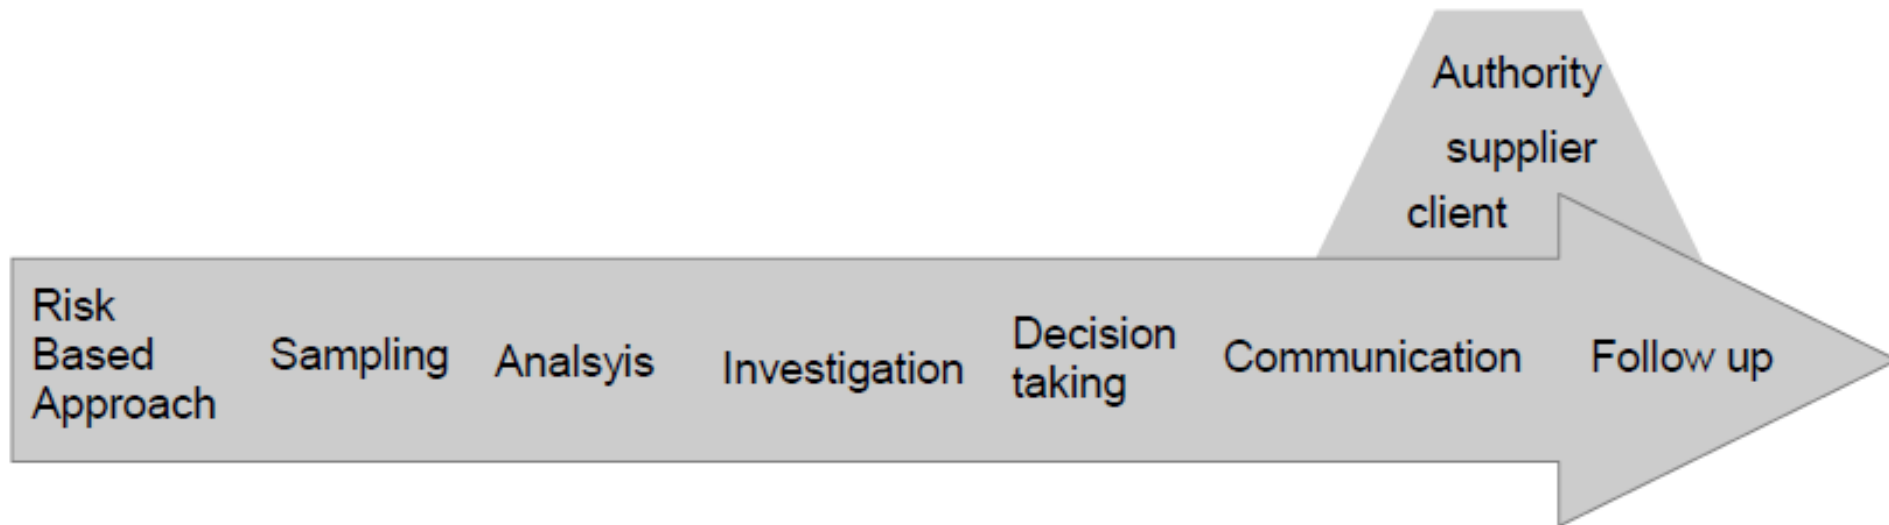 Authority
supplier
client
Risk
Based
Approach
Sampling
Analsyis
Investigation
Decision
taking
Communication
Follow up